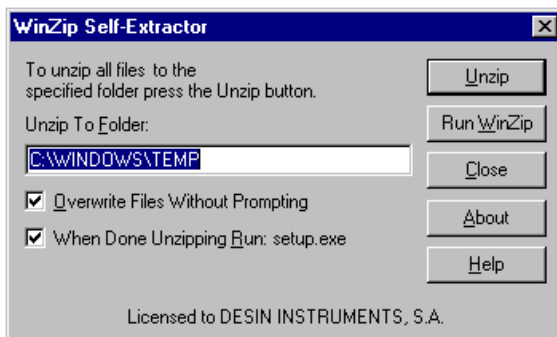 WinZip Self-Extractor
To unzip all files to the
specified folder press the Unzip button.
Unzip To Folder:
C:\WINDOWS\TEMP
Overwrite Files Without Prompting
When Done Unzipping Run: setup.exe
Unzip
Run WinZip
Close
About
Help
Licensed to DESIN INSTRUMENTS, S.A.